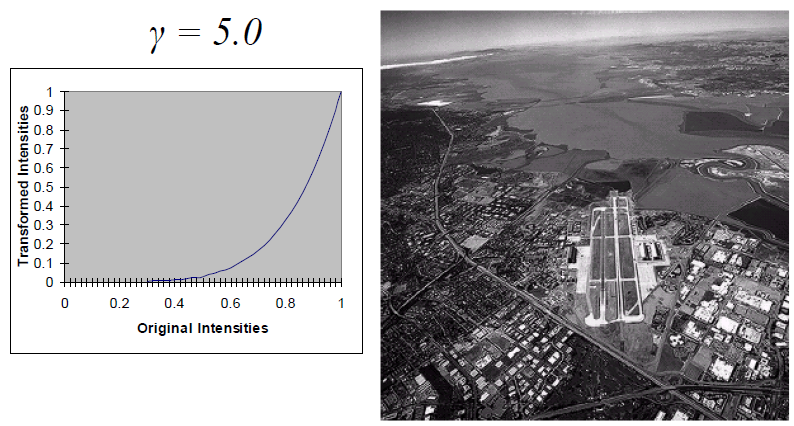 γ = 5.0
Transformed Intensities
1
0.9
0.8
0.7
0.6
0.5
0.4
0.3
0.2
0.1
0
0 0.2 0.4 0.6 0.8 1
Original Intensities